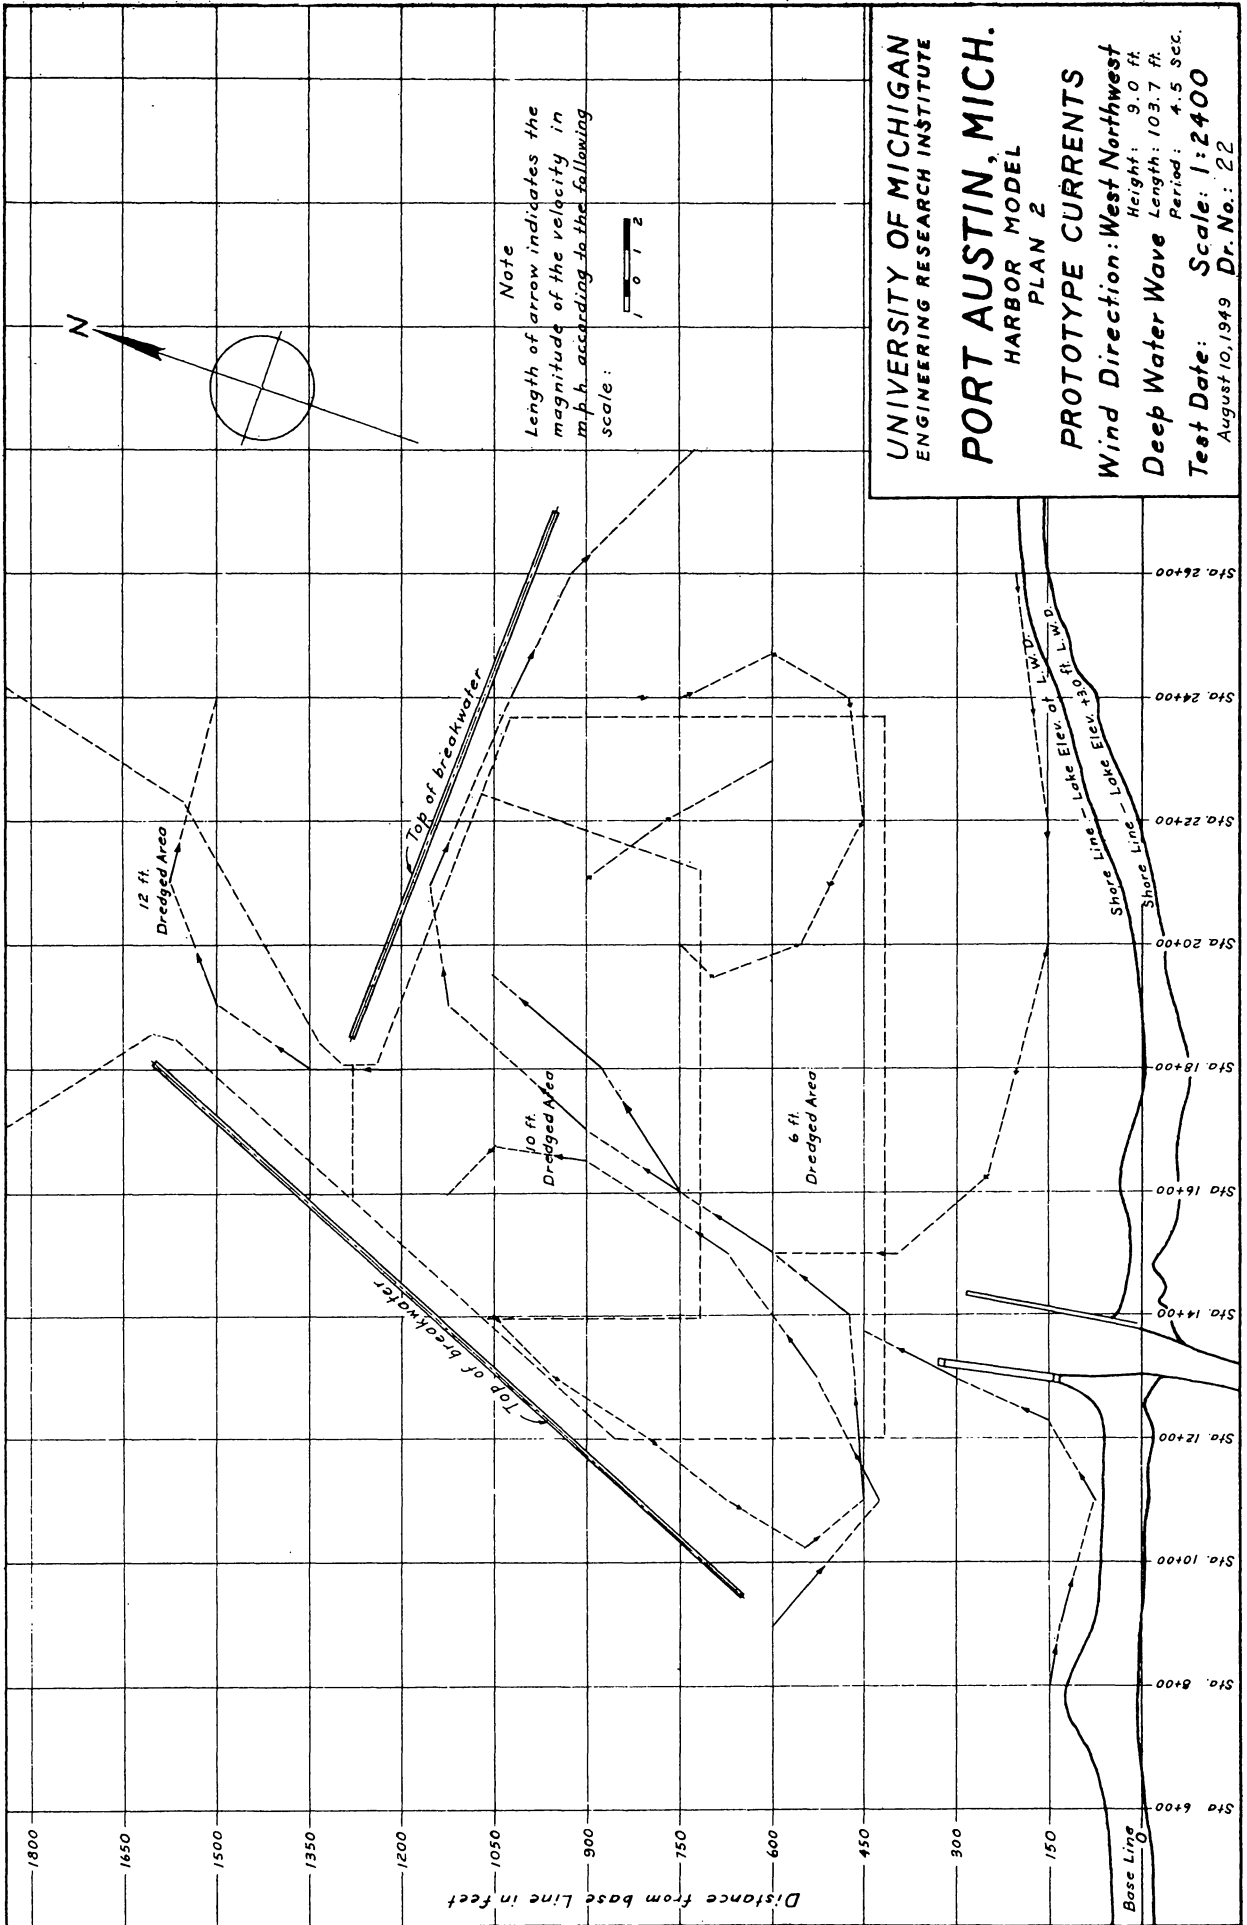 UNIVERSITY OF MICHIGAN
ENGINEERING RESEARCH INSTITUTE
PORT AUSTIN, MICH.
HARBOR MODEL
PLAN 2
PROTOTYPE CURRENTS
Wind Direction: West Northwest
Height: 9.0 ft.
Deep Water Wave Length: 103.7 ft.
Period: 4.5 sec.
Test Date: Scale: 1:2400
August 10, 1949 Dr. No.: 22
N
Note
Length of arrow indicates the
magnitude of the velocity in
m.p.h. according to the following
scale:
1 0 1 2
12 ft.
Dredged Area
Top of breakwater
Top of breakwater
10 ft.
Dredged Area
6 ft.
Dredged Area
Shore Line - Lake Elev. at L.W.D.
Shore Line - Lake Elev. +3.0 ft. L.W.D.
1800
1650
1500
1350
1200
1050
900
750
600
450
300
150
0
Base Line
Distance from base Line in feet
Sta 6+00
Sta. 8+00
Sta. 10+00
Sta. 12+00
Sta. 14+00
Sta 16+00
Sta. 18+00
Sta. 20+00
Sta. 22+00
Sta. 24+00
Sta. 26+00